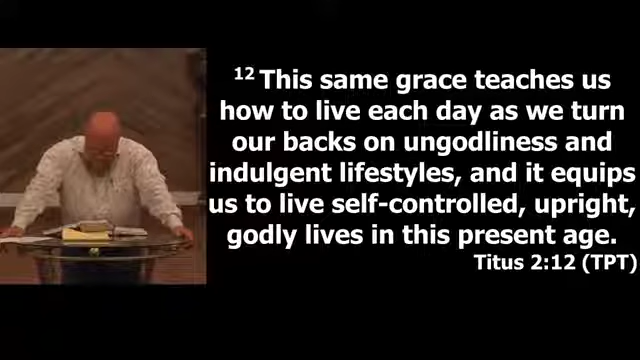 12 This same grace teaches us
how to live each day as we turn
our backs on ungodliness and
indulgent lifestyles, and it equips
us to live self-controlled, upright,
godly lives in this present age.
Titus 2:12 (TPT)